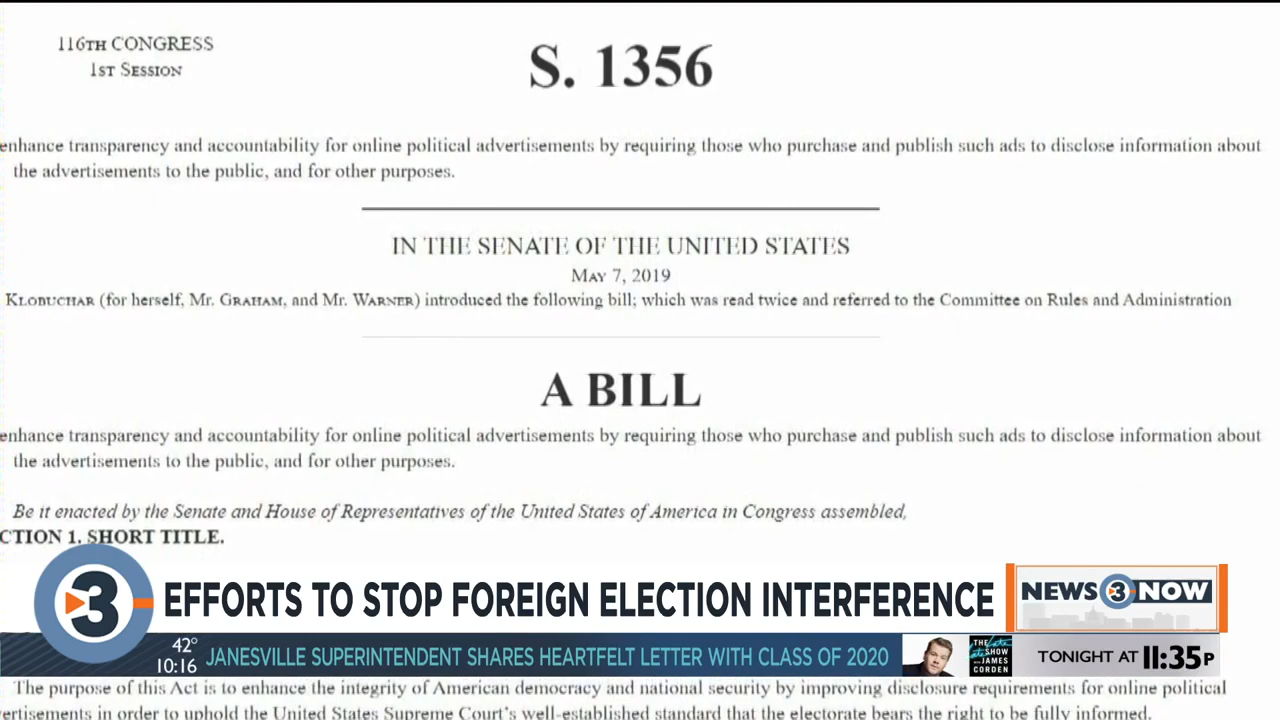 116TH CONGRESS
1ST SESSION
S. 1356
enhance transparency and accountability for online political advertisements by requiring those who purchase and publish such ads to disclose information about
the advertisements to the public, and for other purposes.
IN THE SENATE OF THE UNITED STATES
MAY 7, 2019
KLOBUCHAR (for herself, Mr. GRAHAM, and Mr. WARNER) introduced the following bill; which was read twice and referred to the Committee on Rules and Administration
A BILL
enhance transparency and accountability for online political advertisements by requiring those who purchase and publish such ads to disclose information about
the advertisements to the public, and for other purposes.
Be it enacted by the Senate and House of Representatives of the United States of America in Congress assembled,
CTION 1. SHORT TITLE.
3 EFFORTS TO STOP FOREIGN ELECTION INTERFERENCE
NEWS 3 NOW
42°
10:16
JANESVILLE SUPERINTENDENT SHARES HEARTFELT LETTER WITH CLASS OF 2020
THE late late SHOW WITH JAMES CORDEN
TONIGHT AT 11:35P
The purpose of this Act is to enhance the integrity of American democracy and national security by improving disclosure requirements for online political
vertisements in order to uphold the United States Supreme Court's well-established standard that the electorate bears the right to be fully informed.